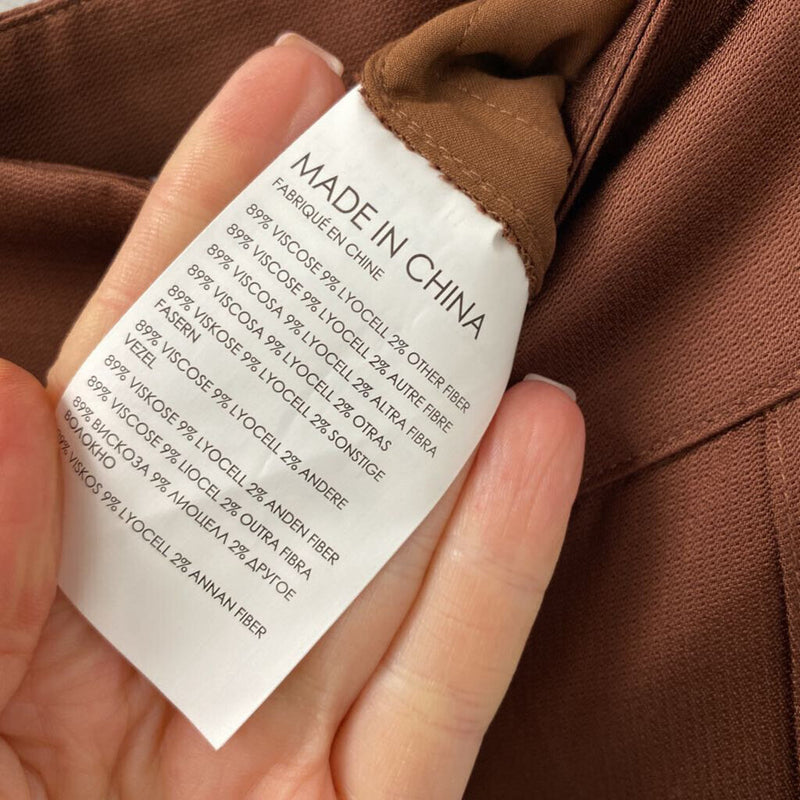 MADE IN CHINA
FABRIQUÉ EN CHINE
89% VISCOSE 9% LYOCELL 2% OTHER FIBER
89% VISCOSE 9% LYOCELL 2% AUTRE FIBRE
89% VISCOSA 9% LYOCELL 2% ALTRA FIBRA
89% VISCOSA 9% LYOCELL 2% OTRAS
89% VISKOSE 9% LYOCELL 2% SONSTIGE
FASERN
89% VISCOSE 9% LYOCELL 2% ANDERE
VEZEL
89% VISKOSE 9% LYOCELL 2% ANDEN FIBER
89% VISCOSE 9% LIOCEL 2% OUTRA FIBRA
89% ВИСКОЗА 9% ЛИОЦЕЛЛ 2% ДРУГОЕ
ВОЛОКНО
89% VISKOS 9% LYOCELL 2% ANNAN FIBER